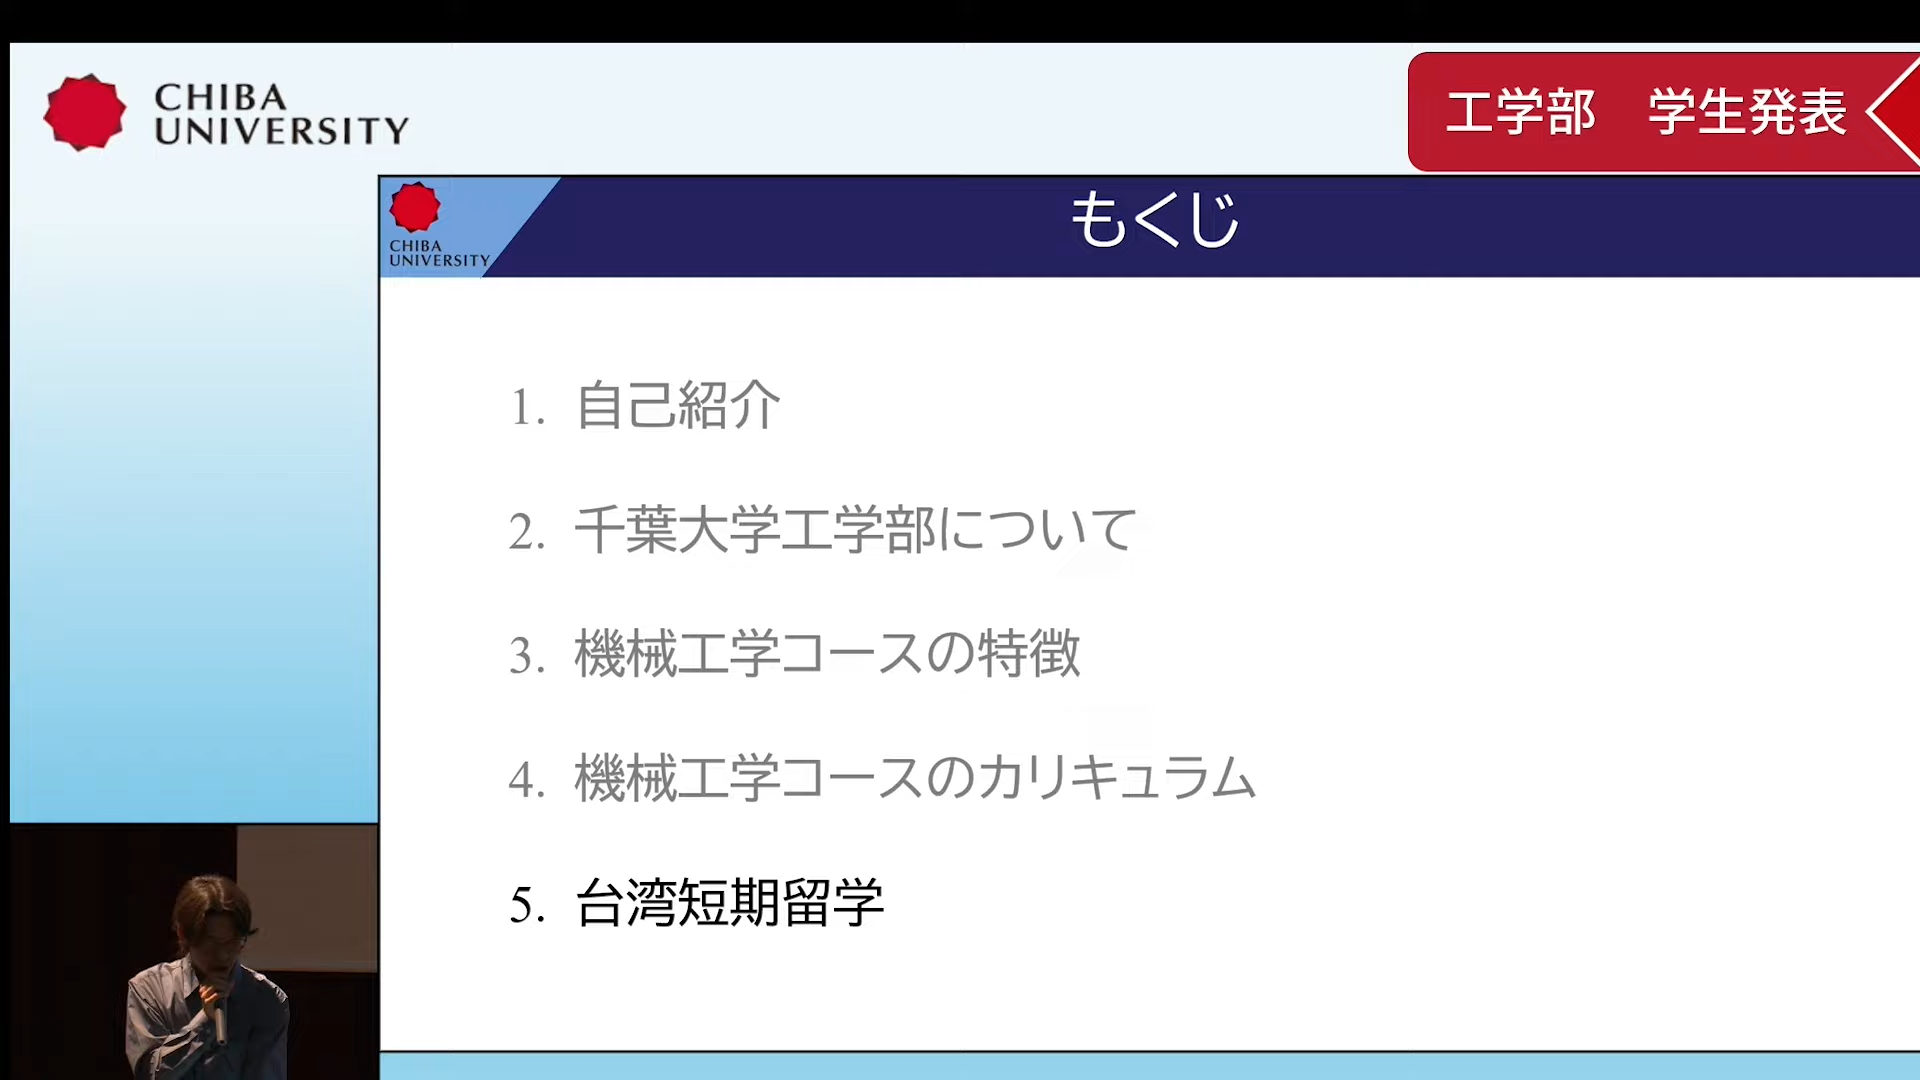 CHIBA
UNIVERSITY
工学部　学生発表
CHIBA
UNIVERSITY
もくじ
1. 自己紹介
2. 千葉大学工学部について
3. 機械工学コースの特徴
4. 機械工学コースのカリキュラム
5. 台湾短期留学